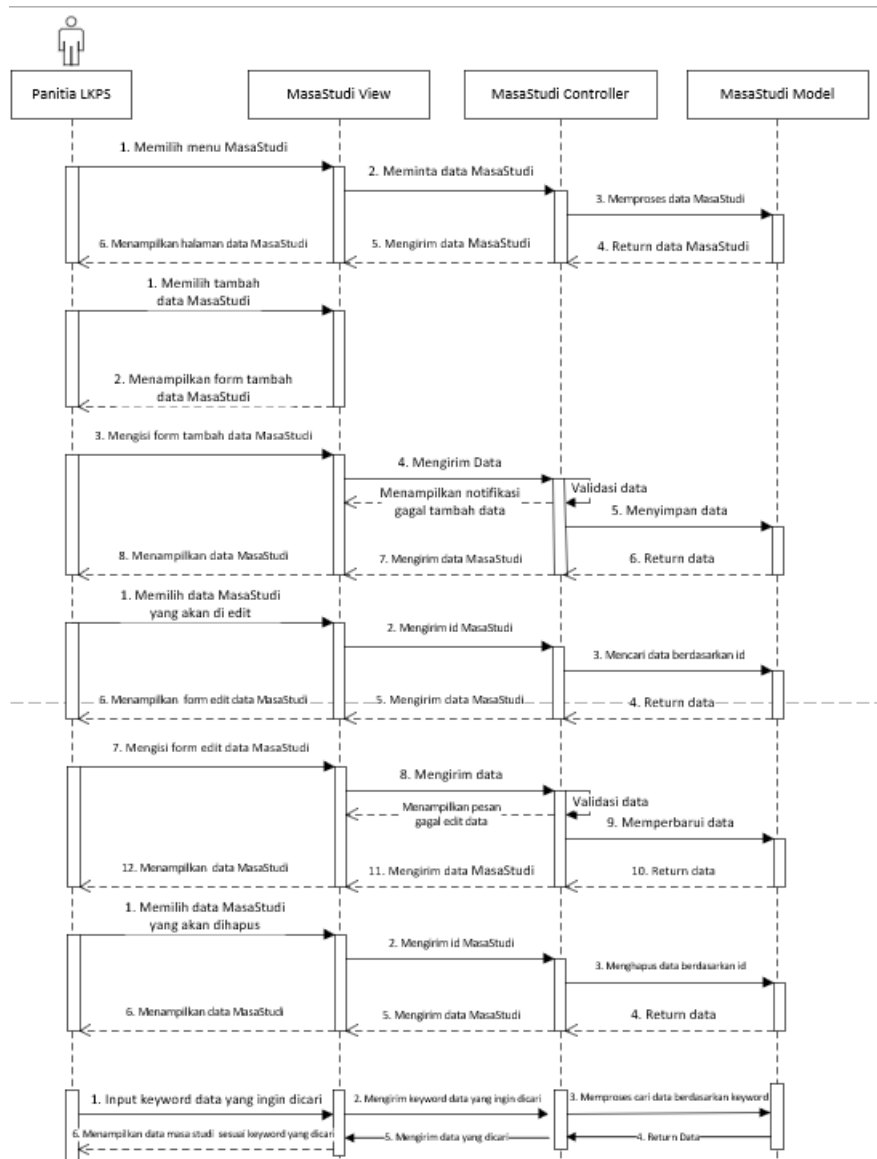 Panitia LKPS
MasaStudi View
MasaStudi Controller
MasaStudi Model
1. Memilih menu MasaStudi
2. Meminta data MasaStudi
3. Memproses data MasaStudi
6. Menampilkan halaman data MasaStudi
5. Mengirim data MasaStudi
4. Return data MasaStudi
1. Memilih tambah
data MasaStudi
2. Menampilkan form tambah
data MasaStudi
3. Mengisi form tambah data MasaStudi
4. Mengirim Data
Validasi data
Menampilkan notifikasi
gagal tambah data
5. Menyimpan data
8. Menampilkan data MasaStudi
7. Mengirim data MasaStudi
6. Return data
1. Memilih data MasaStudi
yang akan di edit
2. Mengirim id MasaStudi
3. Mencari data berdasarkan id
6. Menampilkan form edit data MasaStudi
5. Mengirim data MasaStudi
4. Return data
7. Mengisi form edit data MasaStudi
8. Mengirim data
Validasi data
Menampilkan pesan
gagal edit data
9. Memperbarui data
12. Menampilkan data MasaStudi
11. Mengirim data MasaStudi
10. Return data
1. Memilih data MasaStudi
yang akan dihapus
2. Mengirim id MasaStudi
3. Menghapus data berdasarkan id
6. Menampilkan data MasaStudi
5. Mengirim data MasaStudi
4. Return data
1. Input keyword data yang ingin dicari
2. Mengirim keyword data yang ingin dicari
3. Memproses cari data berdasarkan keyword
6. Menampilkan data masa studi sesuai keyword yang dicari
5. Mengirim data yang dicari
4. Return Data